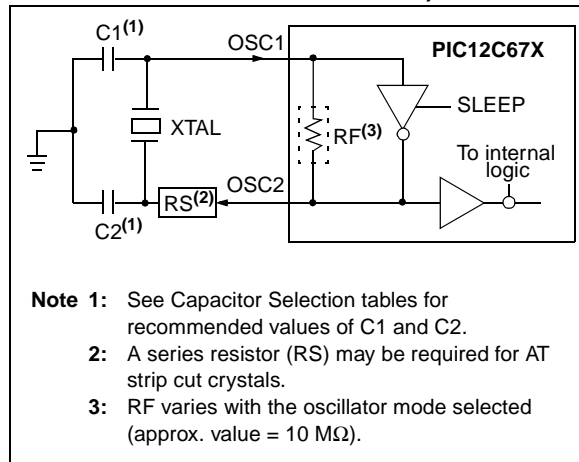 C1(1)
OSC1
PIC12C67X
SLEEP
XTAL
RF(3)
To internal
logic
OSC2
RS(2)
C2(1)
Note 1: See Capacitor Selection tables for
recommended values of C1 and C2.
2: A series resistor (RS) may be required for AT
strip cut crystals.
3: RF varies with the oscillator mode selected
(approx. value = 10 MΩ).